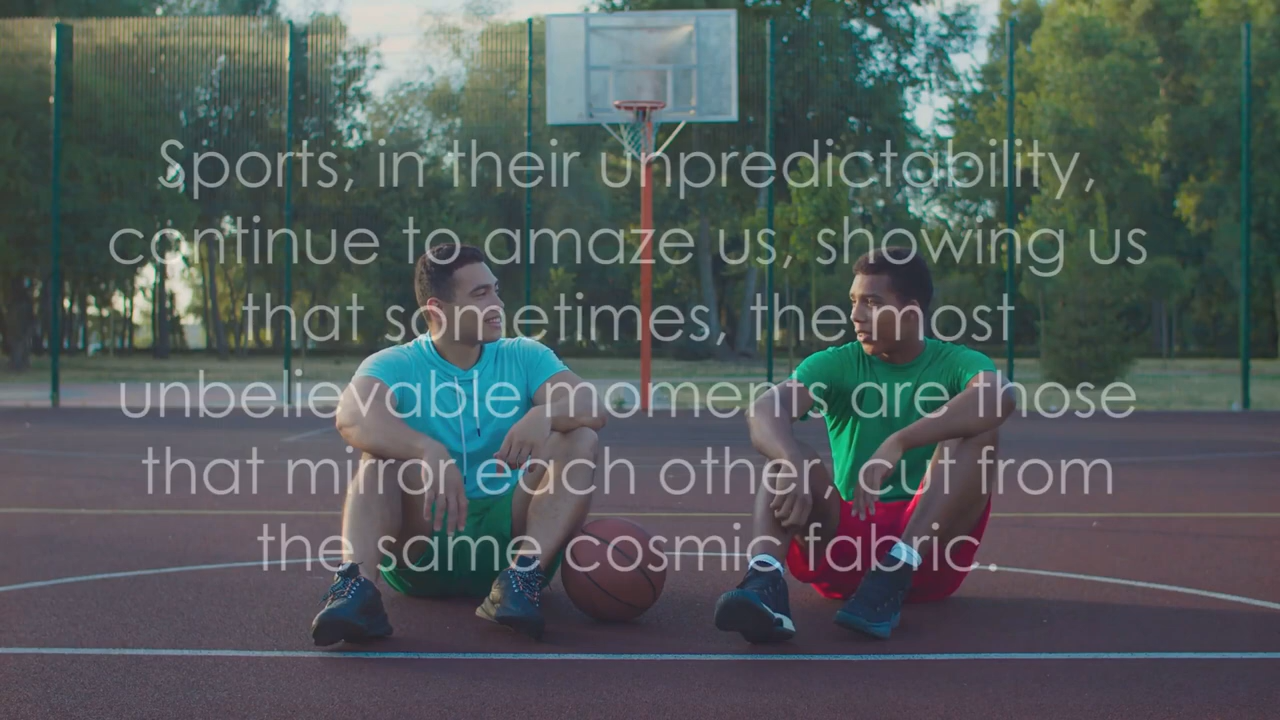 Sports, in their unpredictability,
continue to amaze us, showing us
that sometimes, the most
unbelievable moments are those
that mirror each other, cut from
the same cosmic fabric.